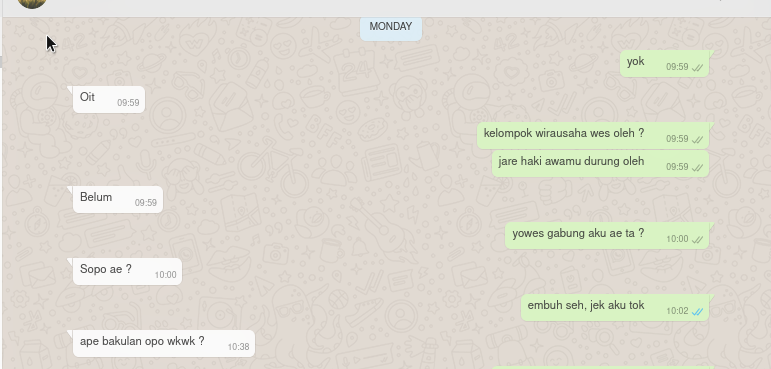 MONDAY
yok 09:59
Oit 09:59
kelompok wirausaha wes oleh ? 09:59
jare haki awamu durung oleh 09:59
Belum 09:59
yowes gabung aku ae ta ? 10:00
Sopo ae ? 10:00
embuh seh, jek aku tok 10:02
ape bakulan opo wkwk ? 10:38